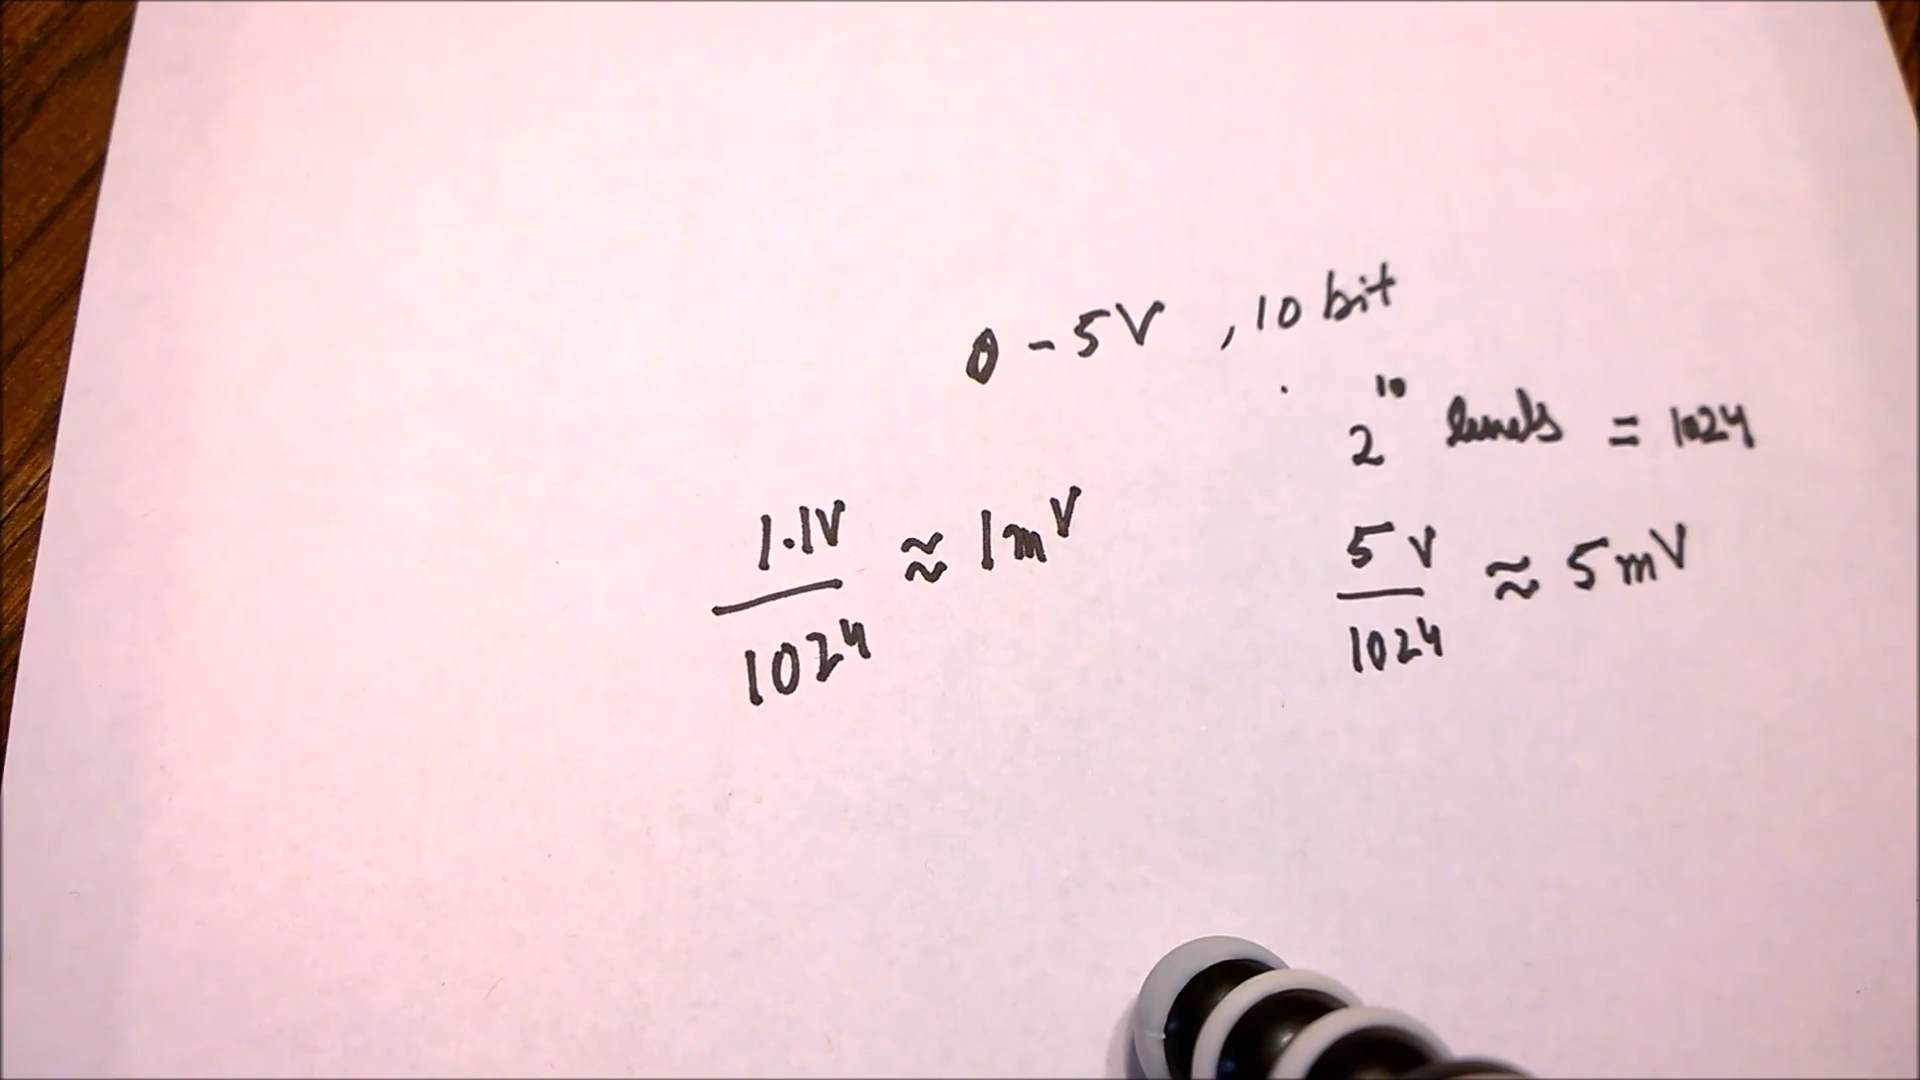 0 - 5V , 10 bit
2^10 levels = 1024
1.1V / 1024 ≈ 1mV
5V / 1024 ≈ 5mV